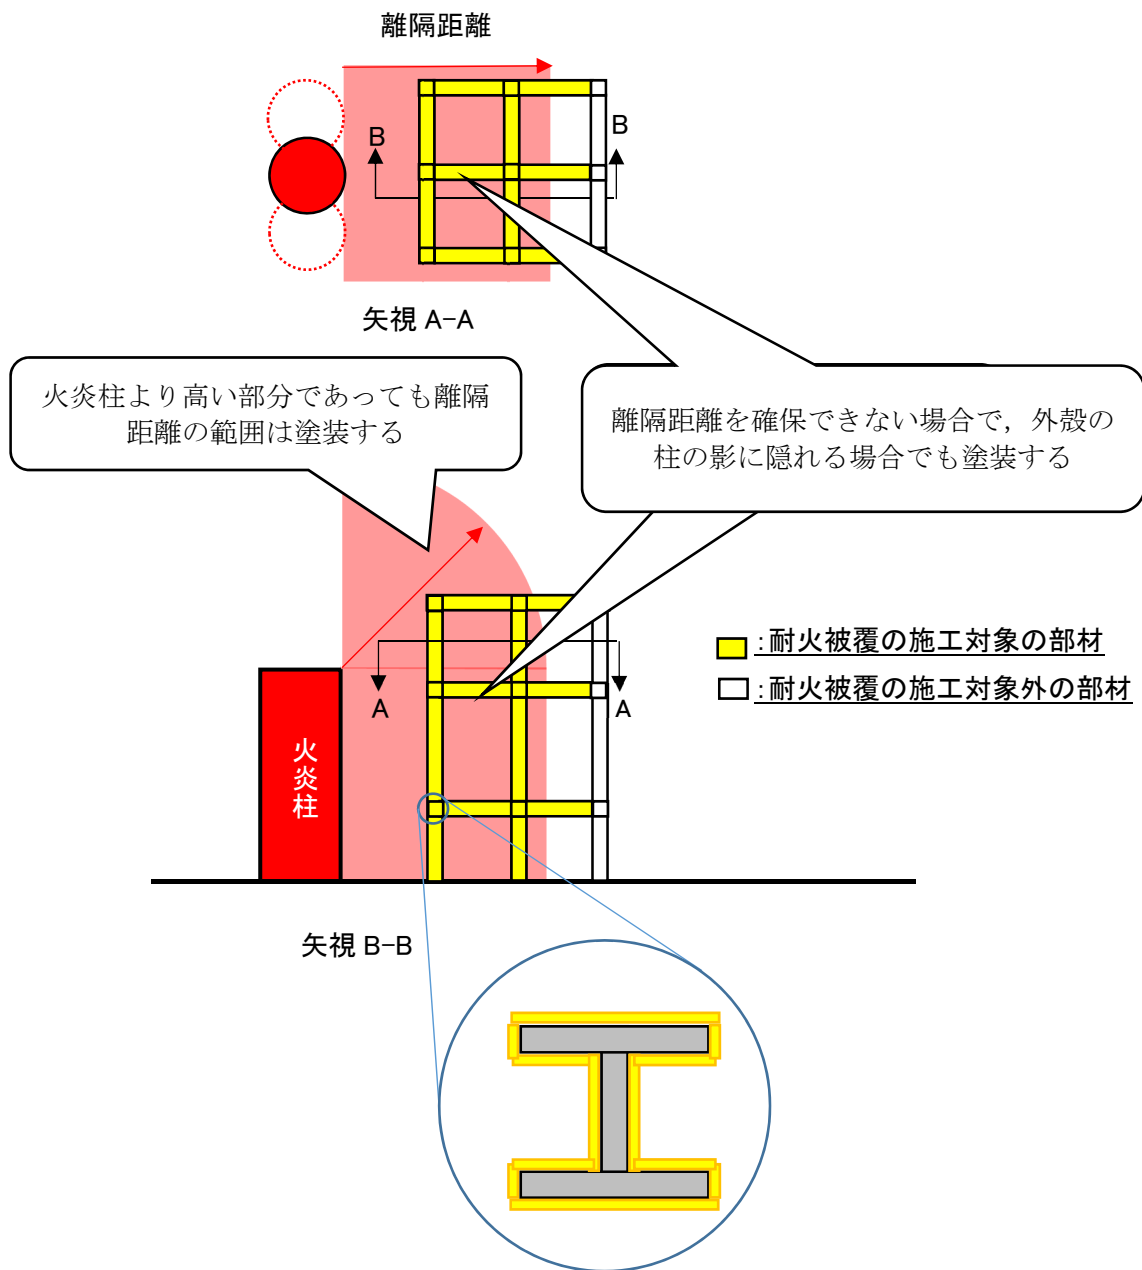 離隔距離
B
B
矢視 A-A
火炎柱より高い部分であっても離隔
距離の範囲は塗装する
離隔距離を確保できない場合で，外殻の
柱の影に隠れる場合でも塗装する
:耐火被覆の施工対象の部材
:耐火被覆の施工対象外の部材
A
A
火炎柱
矢視 B-B